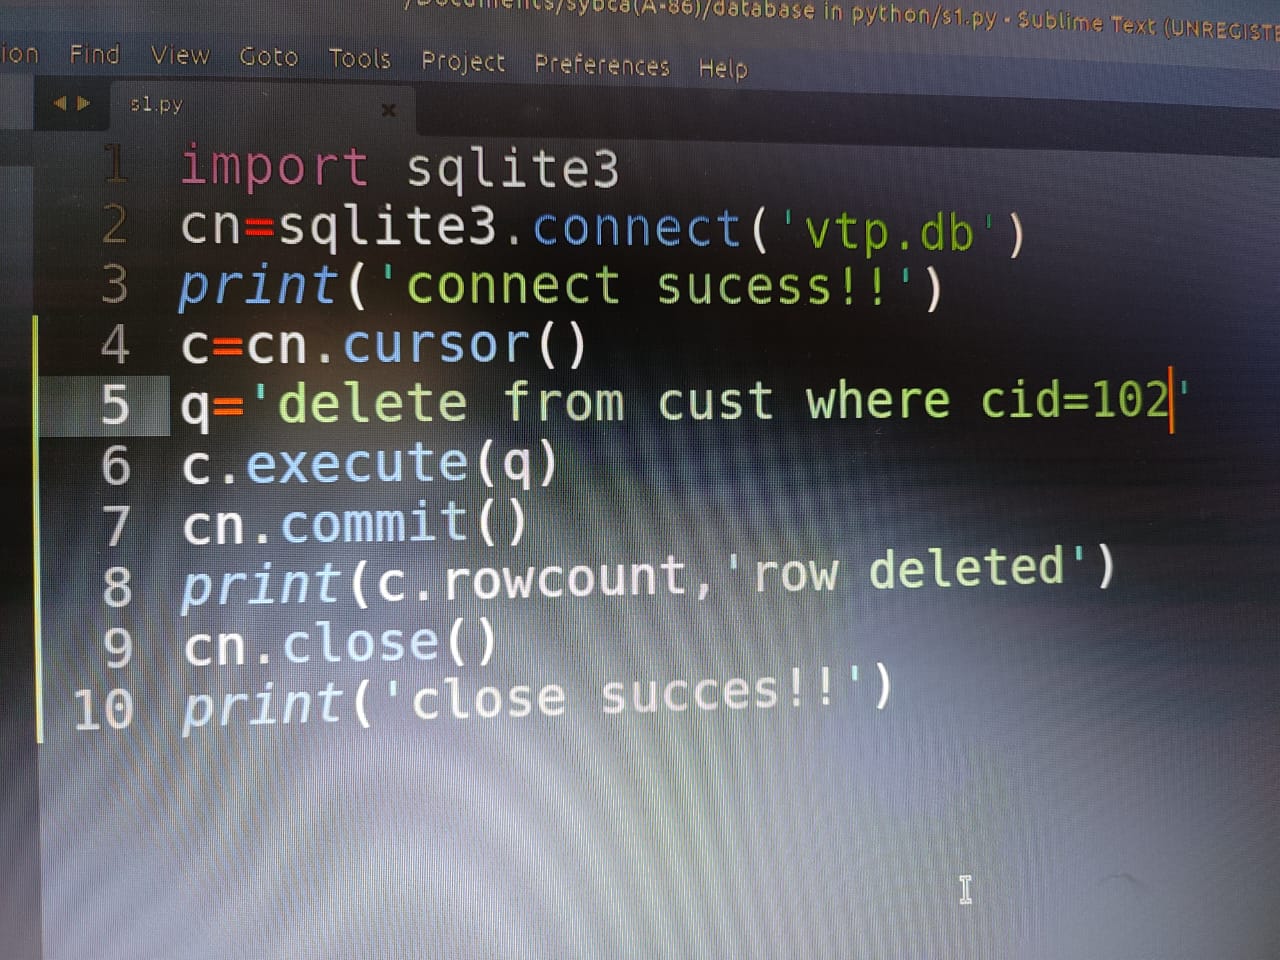 /Documents/sybca(A-86)/database in python/s1.py - Sublime Text (UNREGISTE
ion Find View Goto Tools Project Preferences Help
s1.py
1 import sqlite3
2 cn=sqlite3.connect('vtp.db')
3 print('connect sucess!!')
4 c=cn.cursor()
5 q='delete from cust where cid=102'
6 c.execute(q)
7 cn.commit()
8 print(c.rowcount,'row deleted')
9 cn.close()
10 print('close succes!!')